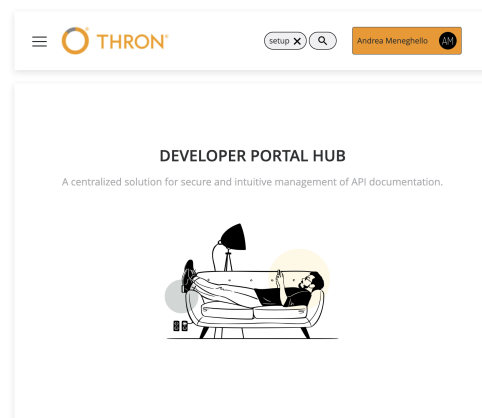 THRON
setup
Andrea Meneghello
AM
DEVELOPER PORTAL HUB
A centralized solution for secure and intuitive management of API documentation.